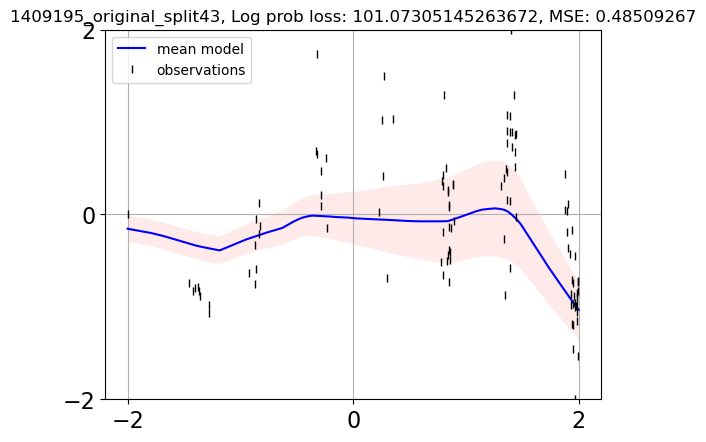 1409195_original_split43, Log prob loss: 101.07305145263672, MSE: 0.48509267
2
mean model
observations
0
−2
−2
0
2